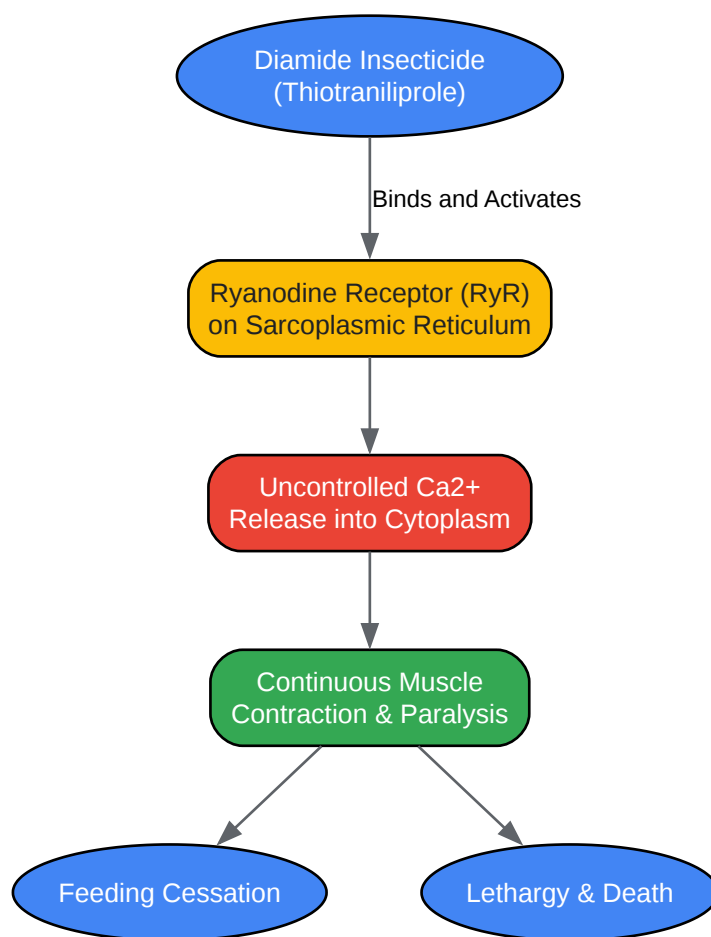 Diamide Insecticide
(Thiotraniliprole)
Binds and Activates
Ryanodine Receptor (RyR)
on Sarcoplasmic Reticulum
Uncontrolled Ca2+
Release into Cytoplasm
Continuous Muscle
Contraction & Paralysis
Feeding Cessation
Lethargy & Death